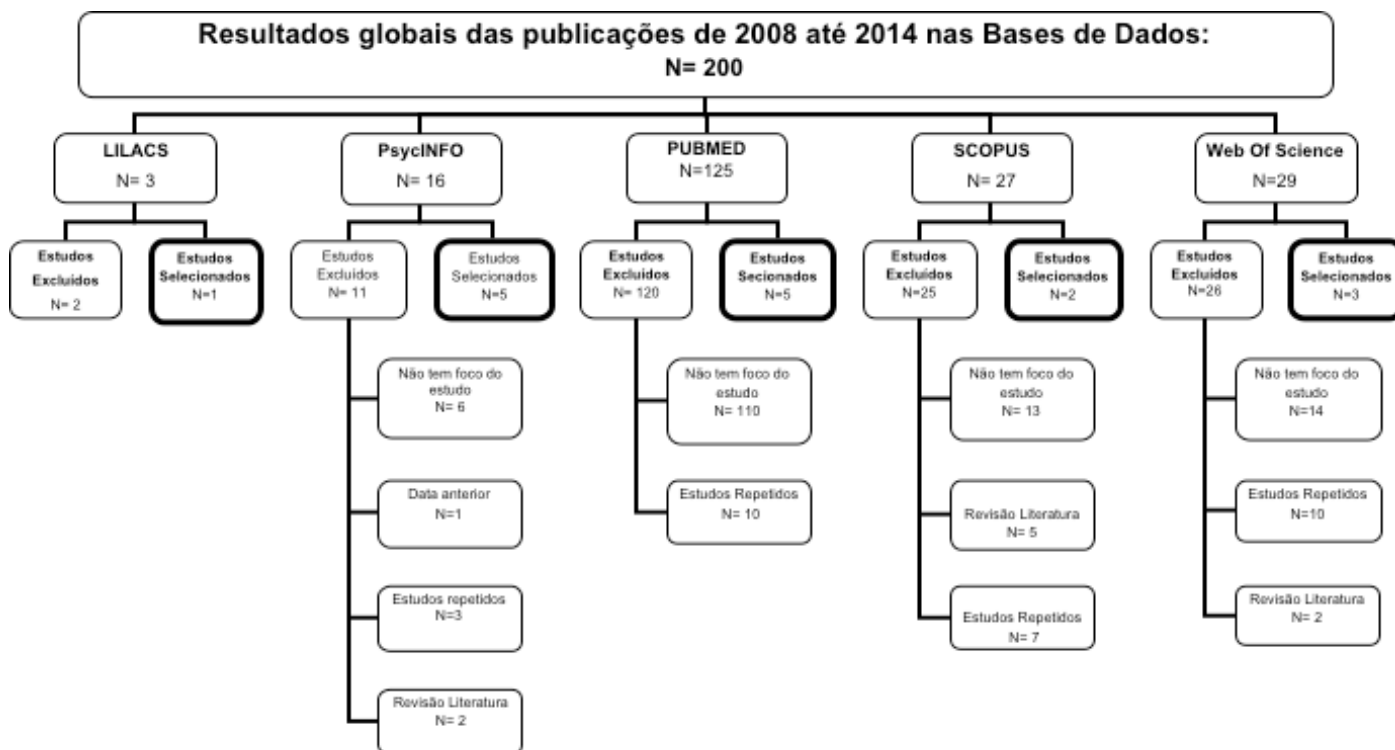 Resultados globais das publicações de 2008 até 2014 nas Bases de Dados:
N= 200
LILACS
N= 3
PsycINFO
N= 16
PUBMED
N=125
SCOPUS
N= 27
Web Of Science
N=29
Estudos
Excluídos
N= 2
Estudos
Selecionados
N=1
Estudos
Excluídos
N= 11
Estudos
Selecionados
N=5
Estudos
Excluídos
N= 120
Estudos
Secionados
N=5
Estudos
Excluídos
N=25
Estudos
Selecionados
N=2
Estudos
Excluídos
N=26
Estudos
Selecionados
N=3
Não tem foco do
estudo
N= 6
Data anterior
N=1
Estudos repetidos
N=3
Revisão Literatura
N= 2
Não tem foco do
estudo
N= 110
Estudos Repetidos
N= 10
Não tem foco do
estudo
N= 13
Revisão Literatura
N= 5
Estudos Repetidos
N= 7
Não tem foco do
estudo
N=14
Estudos Repetidos
N=10
Revisão Literatura
N= 2